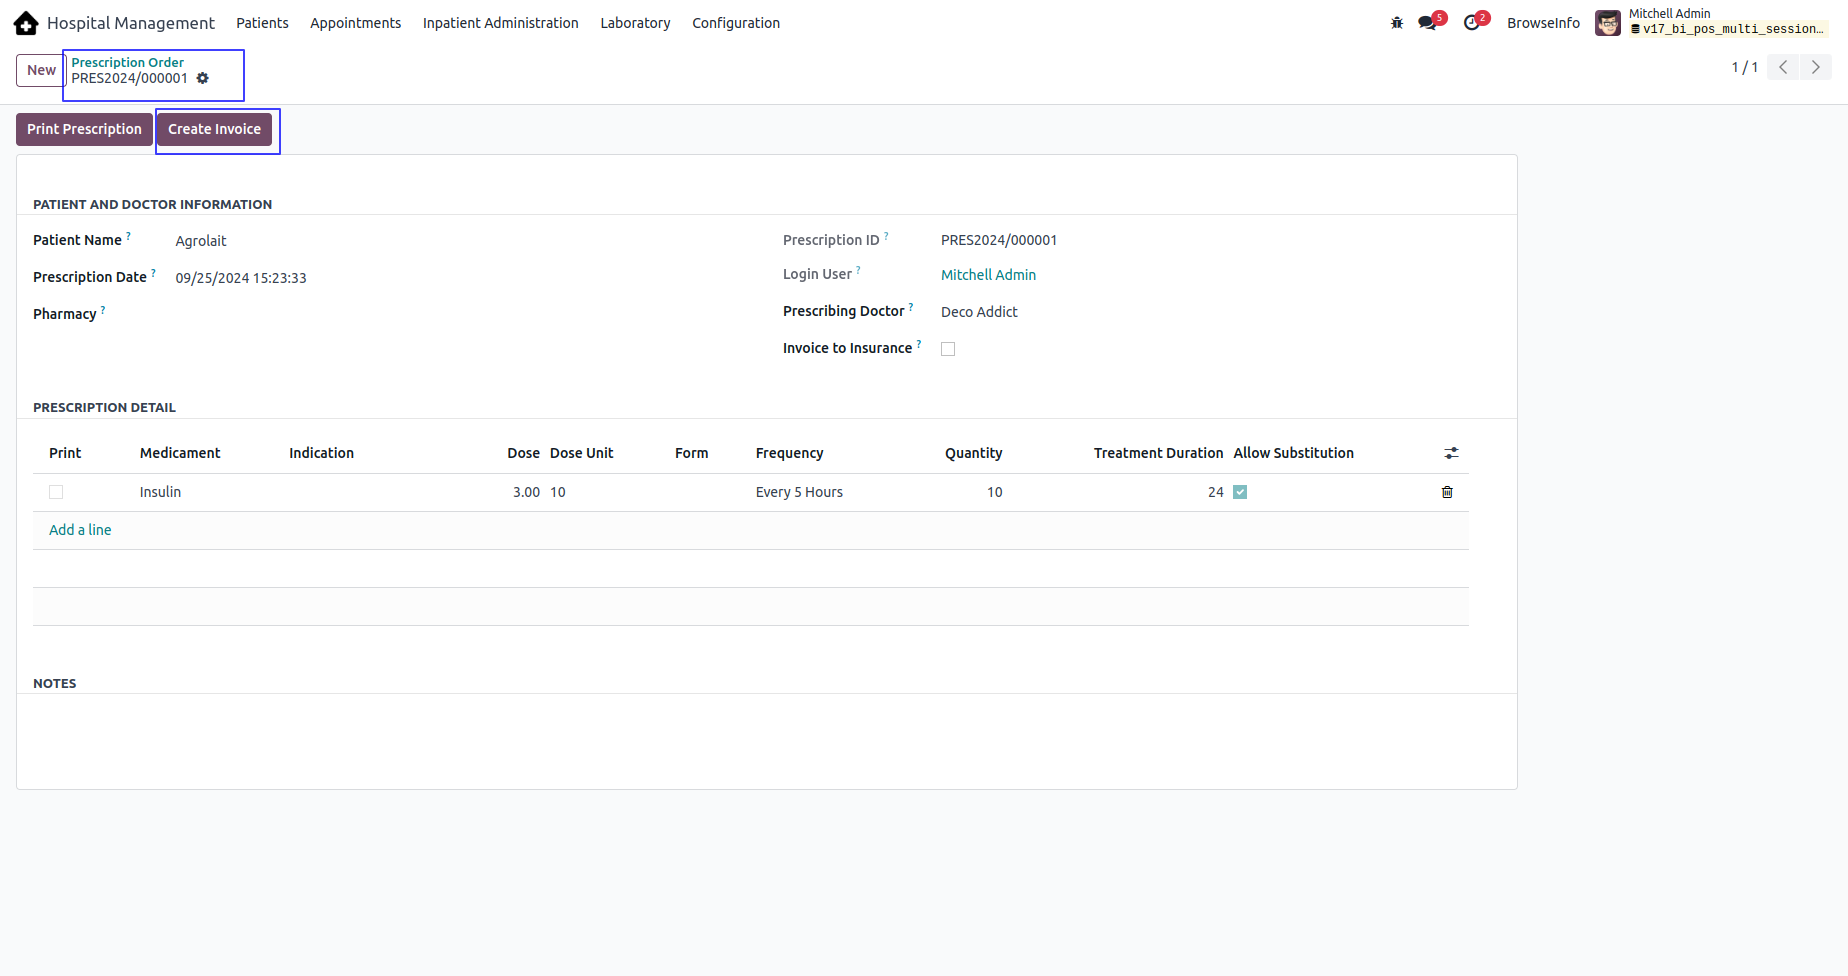 Hospital Management Patients Appointments Inpatient Administration Laboratory Configuration 5 2 BrowseInfo Mitchell Admin
v17_bi_pos_multi_session...
New Prescription Order
PRES2024/000001 1 / 1
Print Prescription Create Invoice
PATIENT AND DOCTOR INFORMATION
Patient Name ? Agrolait Prescription ID ? PRES2024/000001
Prescription Date ? 09/25/2024 15:23:33 Login User ? Mitchell Admin
Pharmacy ? Prescribing Doctor ? Deco Addict
Invoice to Insurance ?
PRESCRIPTION DETAIL
Print Medicament Indication Dose Dose Unit Form Frequency Quantity Treatment Duration Allow Substitution
Insulin 3.00 10 Every 5 Hours 10 24
Add a line
NOTES